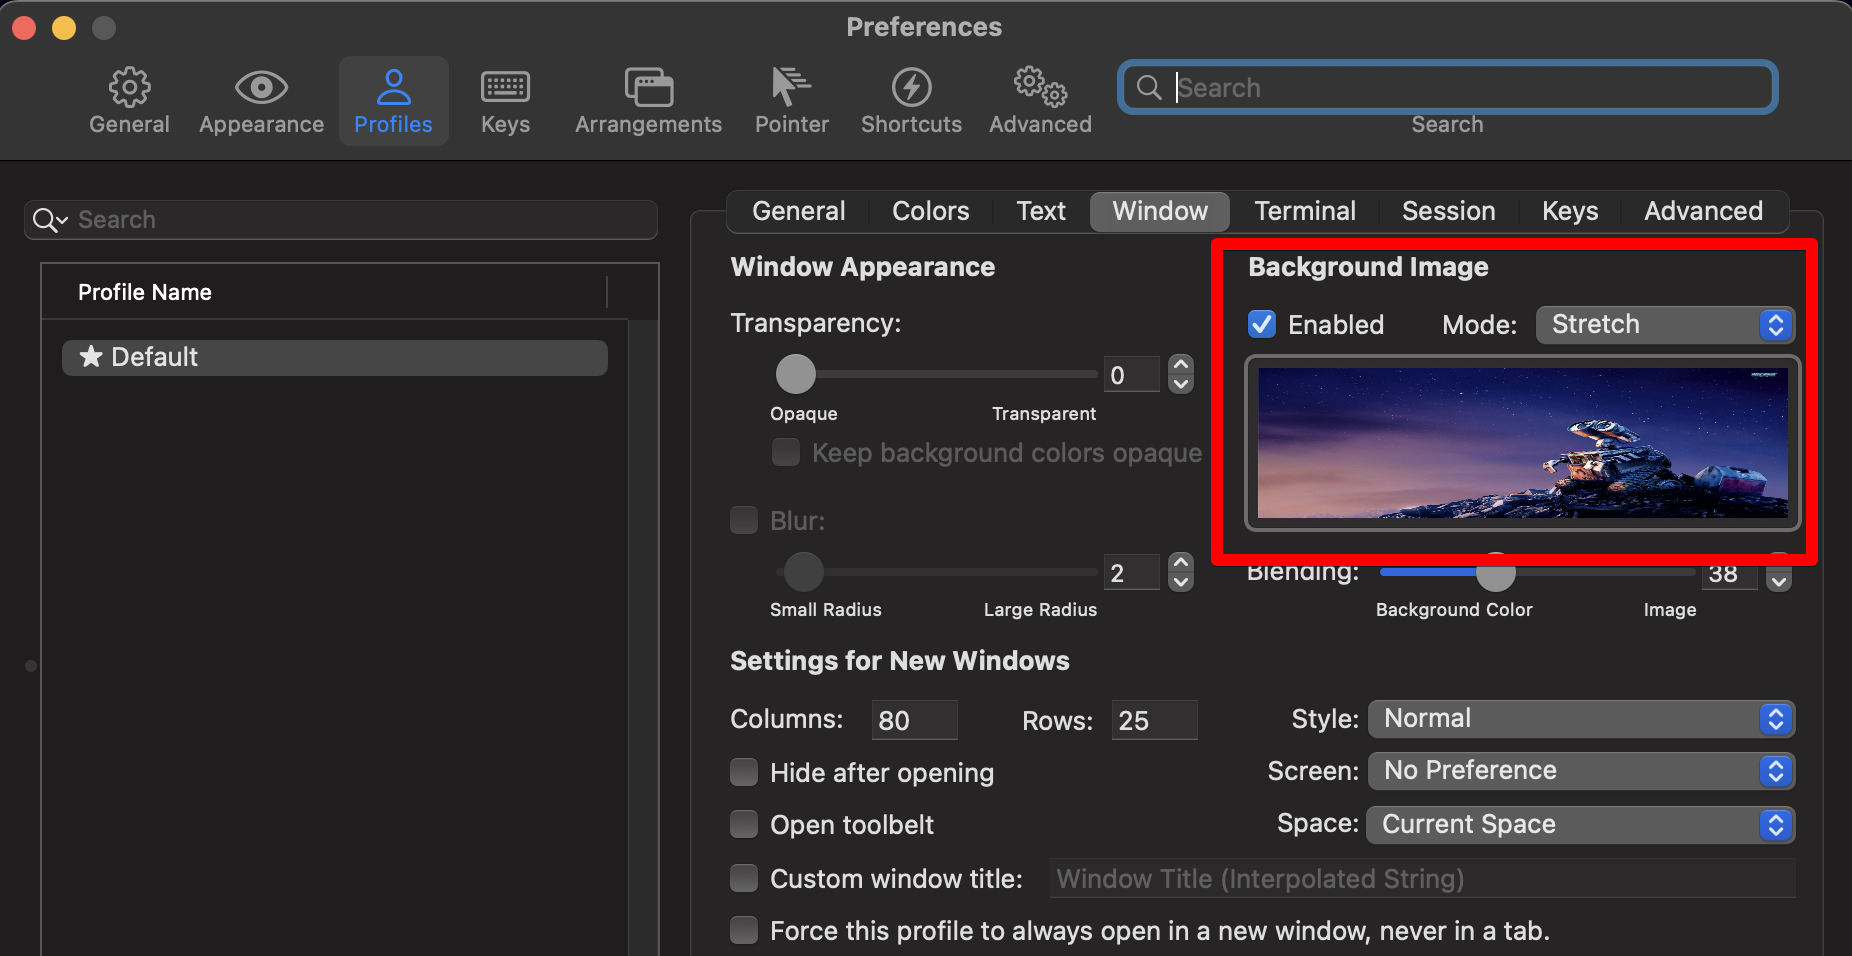 Preferences
General Appearance Profiles Keys Arrangements Pointer Shortcuts Advanced
Search
Search
Search
Profile Name
★ Default
General Colors Text Window Terminal Session Keys Advanced
Window Appearance
Transparency:
0
Opaque Transparent
Keep background colors opaque
Blur:
2
Small Radius Large Radius
Background Image
Enabled Mode: Stretch
Blending: 38
Background Color Image
Settings for New Windows
Columns: 80 Rows: 25 Style: Normal
Hide after opening Screen: No Preference
Open toolbelt Space: Current Space
Custom window title: Window Title (Interpolated String)
Force this profile to always open in a new window, never in a tab.